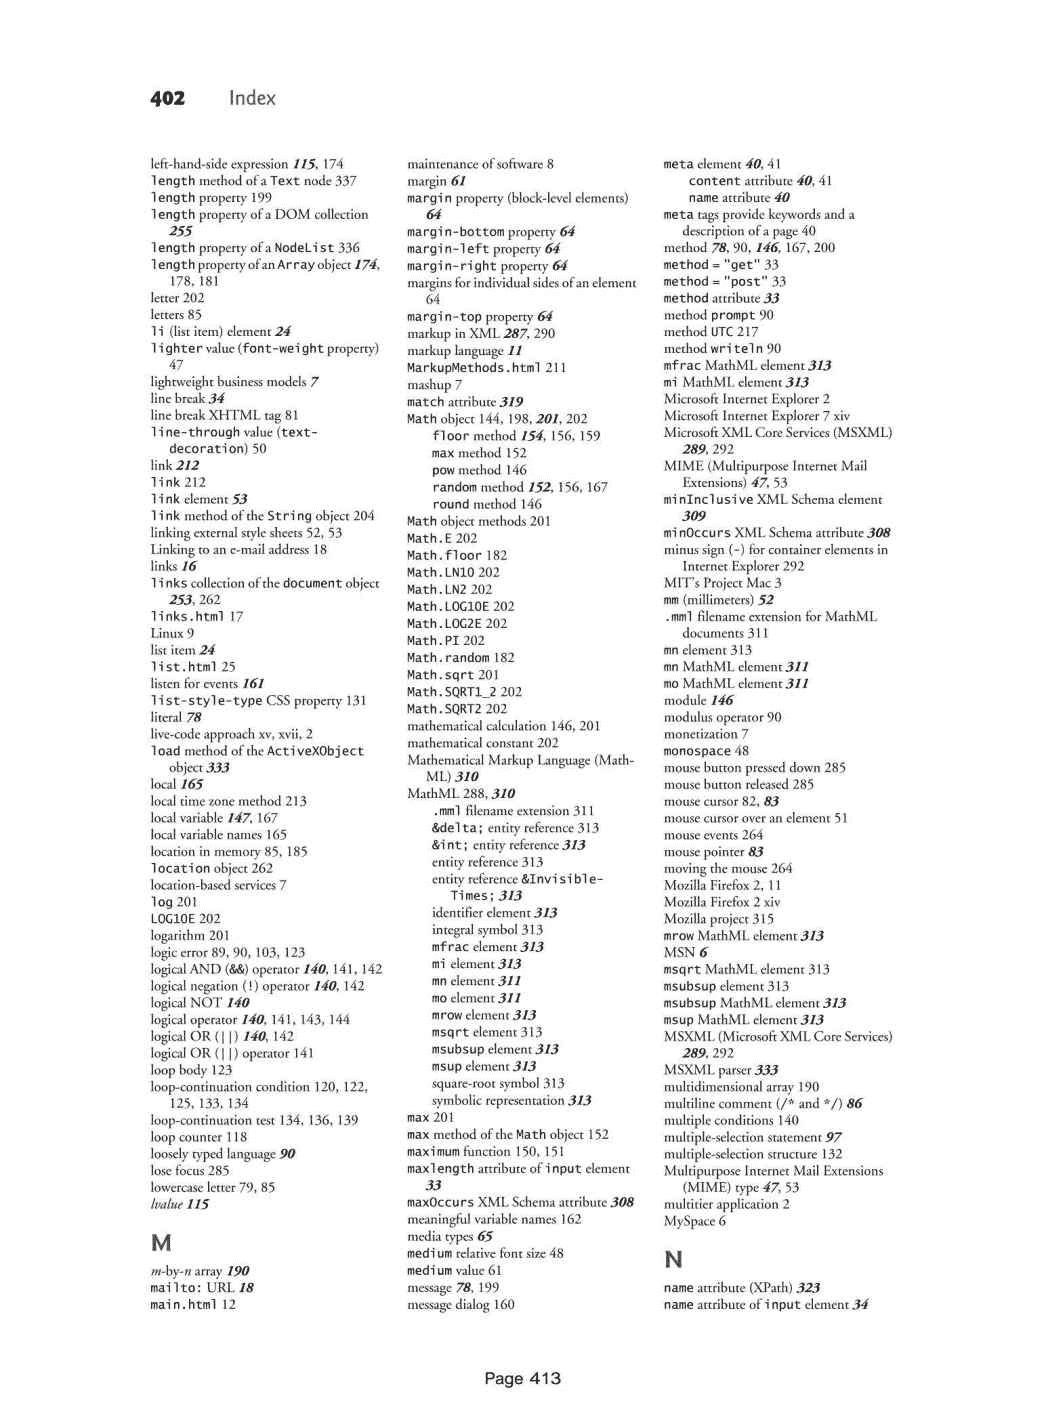 402 Index
left-hand-side expression 115, 174
length method of a Text node 337
length property 199
length property of a DOM collection
255
length property of a NodeList 336
length property of an Array object 174,
178, 181
letter 202
letters 85
li (list item) element 24
lighter value (font-weight property)
47
lightweight business models 7
line break 34
line break XHTML tag 81
line-through value (text-
decoration) 50
link 212
link 212
link element 53
link method of the String object 204
linking external style sheets 52, 53
Linking to an e-mail address 18
links 16
links collection of the document object
253, 262
links.html 17
Linux 9
list item 24
list.html 25
listen for events 161
list-style-type CSS property 131
literal 78
live-code approach xv, xvii, 2
load method of the ActiveXObject
object 333
local 165
local time zone method 213
local variable 147, 167
local variable names 165
location in memory 85, 185
location object 262
location-based services 7
log 201
LOG10E 202
logarithm 201
logic error 89, 90, 103, 123
logical AND (&&) operator 140, 141, 142
logical negation (!) operator 140, 142
logical NOT 140
logical operator 140, 141, 143, 144
logical OR (||) 140, 142
logical OR (||) operator 141
loop body 123
loop-continuation condition 120, 122,
125, 133, 134
loop-continuation test 134, 136, 139
loop counter 118
loosely typed language 90
lose focus 285
lowercase letter 79, 85
lvalue 115
M
m-by-n array 190
mailto: URL 18
main.html 12
maintenance of software 8
margin 61
margin property (block-level elements)
64
margin-bottom property 64
margin-left property 64
margin-right property 64
margins for individual sides of an element
64
margin-top property 64
markup in XML 287, 290
markup language 11
MarkupMethods.html 211
mashup 7
match attribute 319
Math object 144, 198, 201, 202
floor method 154, 156, 159
max method 152
pow method 146
random method 152, 156, 167
round method 146
Math object methods 201
Math.E 202
Math.floor 182
Math.LN10 202
Math.LN2 202
Math.LOG10E 202
Math.LOG2E 202
Math.PI 202
Math.random 182
Math.sqrt 201
Math.SQRT1_2 202
Math.SQRT2 202
mathematical calculation 146, 201
mathematical constant 202
Mathematical Markup Language (Math-
ML) 310
MathML 288, 310
.mml filename extension 311
&delta; entity reference 313
&int; entity reference 313
entity reference 313
entity reference &Invisible-
Times; 313
identifier element 313
integral symbol 313
mfrac element 313
mi element 313
mn element 311
mo element 311
mrow element 313
msqrt element 313
msubsup element 313
msup element 313
square-root symbol 313
symbolic representation 313
max 201
max method of the Math object 152
maximum function 150, 151
maxlength attribute of input element
33
maxOccurs XML Schema attribute 308
meaningful variable names 162
media types 65
medium relative font size 48
medium value 61
message 78, 199
message dialog 160
meta element 40, 41
content attribute 40, 41
name attribute 40
meta tags provide keywords and a
description of a page 40
method 78, 90, 146, 167, 200
method = "get" 33
method = "post" 33
method attribute 33
method prompt 90
method UTC 217
method writeln 90
mfrac MathML element 313
mi MathML element 313
Microsoft Internet Explorer 2
Microsoft Internet Explorer 7 xiv
Microsoft XML Core Services (MSXML)
289, 292
MIME (Multipurpose Internet Mail
Extensions) 47, 53
minInclusive XML Schema element
309
minOccurs XML Schema attribute 308
minus sign (-) for container elements in
Internet Explorer 292
MIT's Project Mac 3
mm (millimeters) 52
.mml filename extension for MathML
documents 311
mn element 313
mn MathML element 311
mo MathML element 311
module 146
modulus operator 90
monetization 7
monospace 48
mouse button pressed down 285
mouse button released 285
mouse cursor 82, 83
mouse cursor over an element 51
mouse events 264
mouse pointer 83
moving the mouse 264
Mozilla Firefox 2, 11
Mozilla Firefox 2 xiv
Mozilla project 315
mrow MathML element 313
MSN 6
msqrt MathML element 313
msubsup element 313
msubsup MathML element 313
msup MathML element 313
MSXML (Microsoft XML Core Services)
289, 292
MSXML parser 333
multidimensional array 190
multiline comment (/* and */) 86
multiple conditions 140
multiple-selection statement 97
multiple-selection structure 132
Multipurpose Internet Mail Extensions
(MIME) type 47, 53
multitier application 2
MySpace 6
N
name attribute (XPath) 323
name attribute of input element 34
Page 413